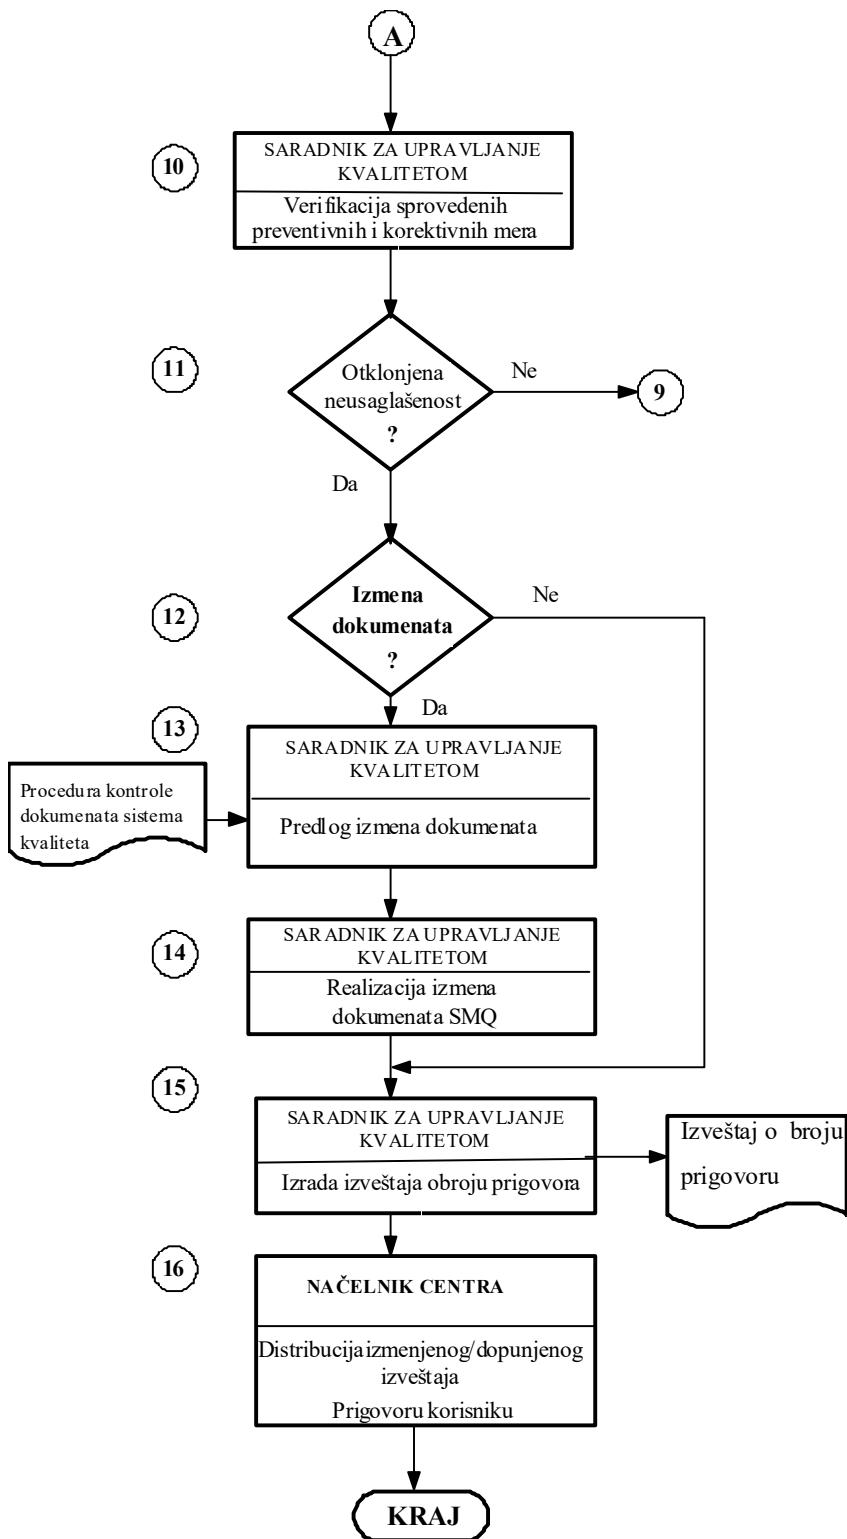 A
10
SARADNIK ZA UPRAVLJANJE
KVALITETOM
Verifikacija sprovedenih
preventivnih i korektivnih mera
11
Otklonjena
neusaglašenost
?
Ne
9
Da
12
Izmena
dokumenata
?
Ne
Da
13
SARADNIK ZA UPRAVLJANJE
KVALITETOM
Predlog izmena dokumenata
Procedura kontrole
dokumenata sistema
kvaliteta
14
SARADNIK ZA UPRAVLJANJE
KVALITETOM
Realizacija izmena
dokumenata SMQ
15
SARADNIK ZA UPRAVLJANJE
KVALITETOM
Izrada izveštaja obroju prigovora
Izveštaj o broju
prigovoru
16
NAČELNIK CENTRA
Distribucija izmenjenog/dopunjenog
izveštaja
Prigovoru korisniku
KRAJ